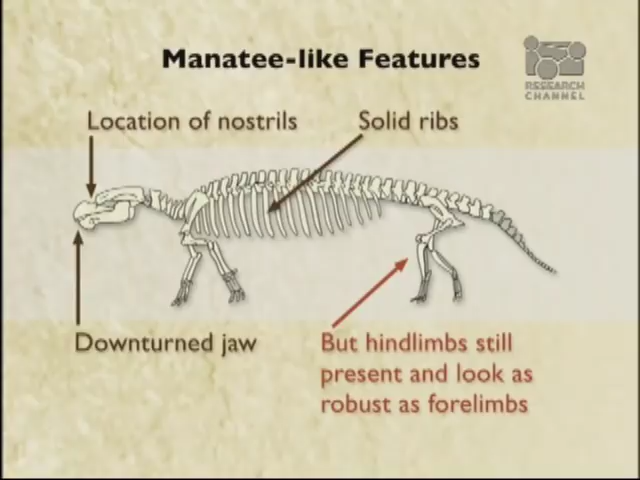 Manatee-like Features
RESEARCH
CHANNEL
Location of nostrils
Solid ribs
Downturned jaw
But hindlimbs still
present and look as
robust as forelimbs